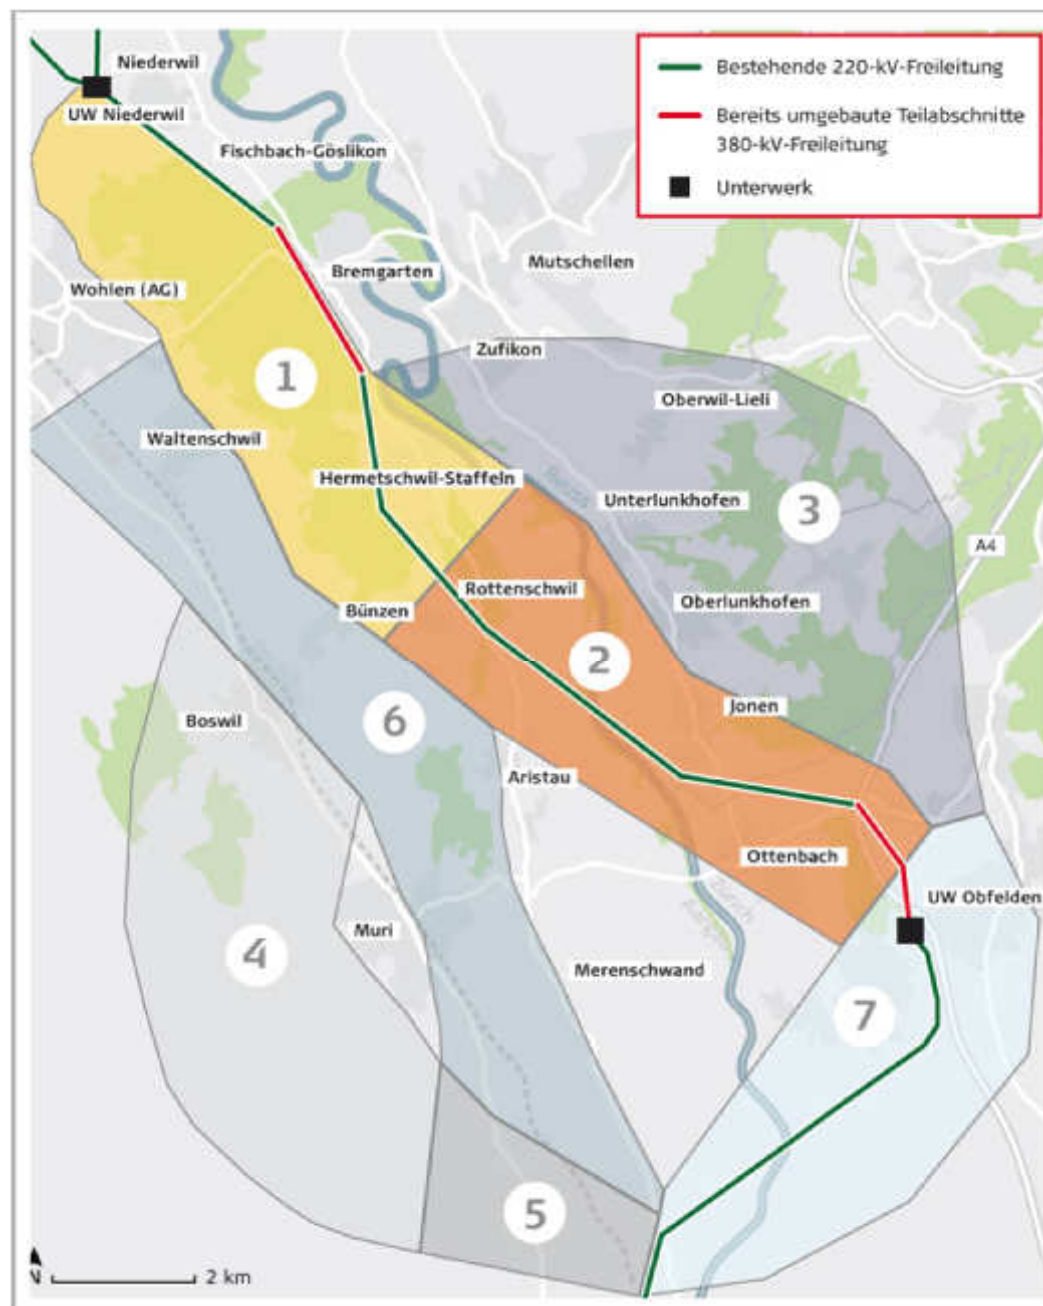 Niederwil
UW Niederwil
Bestehende 220-kV-Freileitung
Bereits umgebaute Teilabschnitte
380-kV-Freileitung
Unterwerk
Fischbach-Göslikon
Mutschellen
Bremgarten
Wohlen (AG)
Zufikon
1
Oberwil-Lieli
Waltenschwil
Hermetschwil-Staffeln
Unterlunkhofen
3
A4
Rottenschwil
Oberlunkhofen
Bünzen
2
Jonen
Boswil
6
Aristau
Ottenbach
UW Obfelden
Muri
4
Merenschwand
7
5
N
2 km